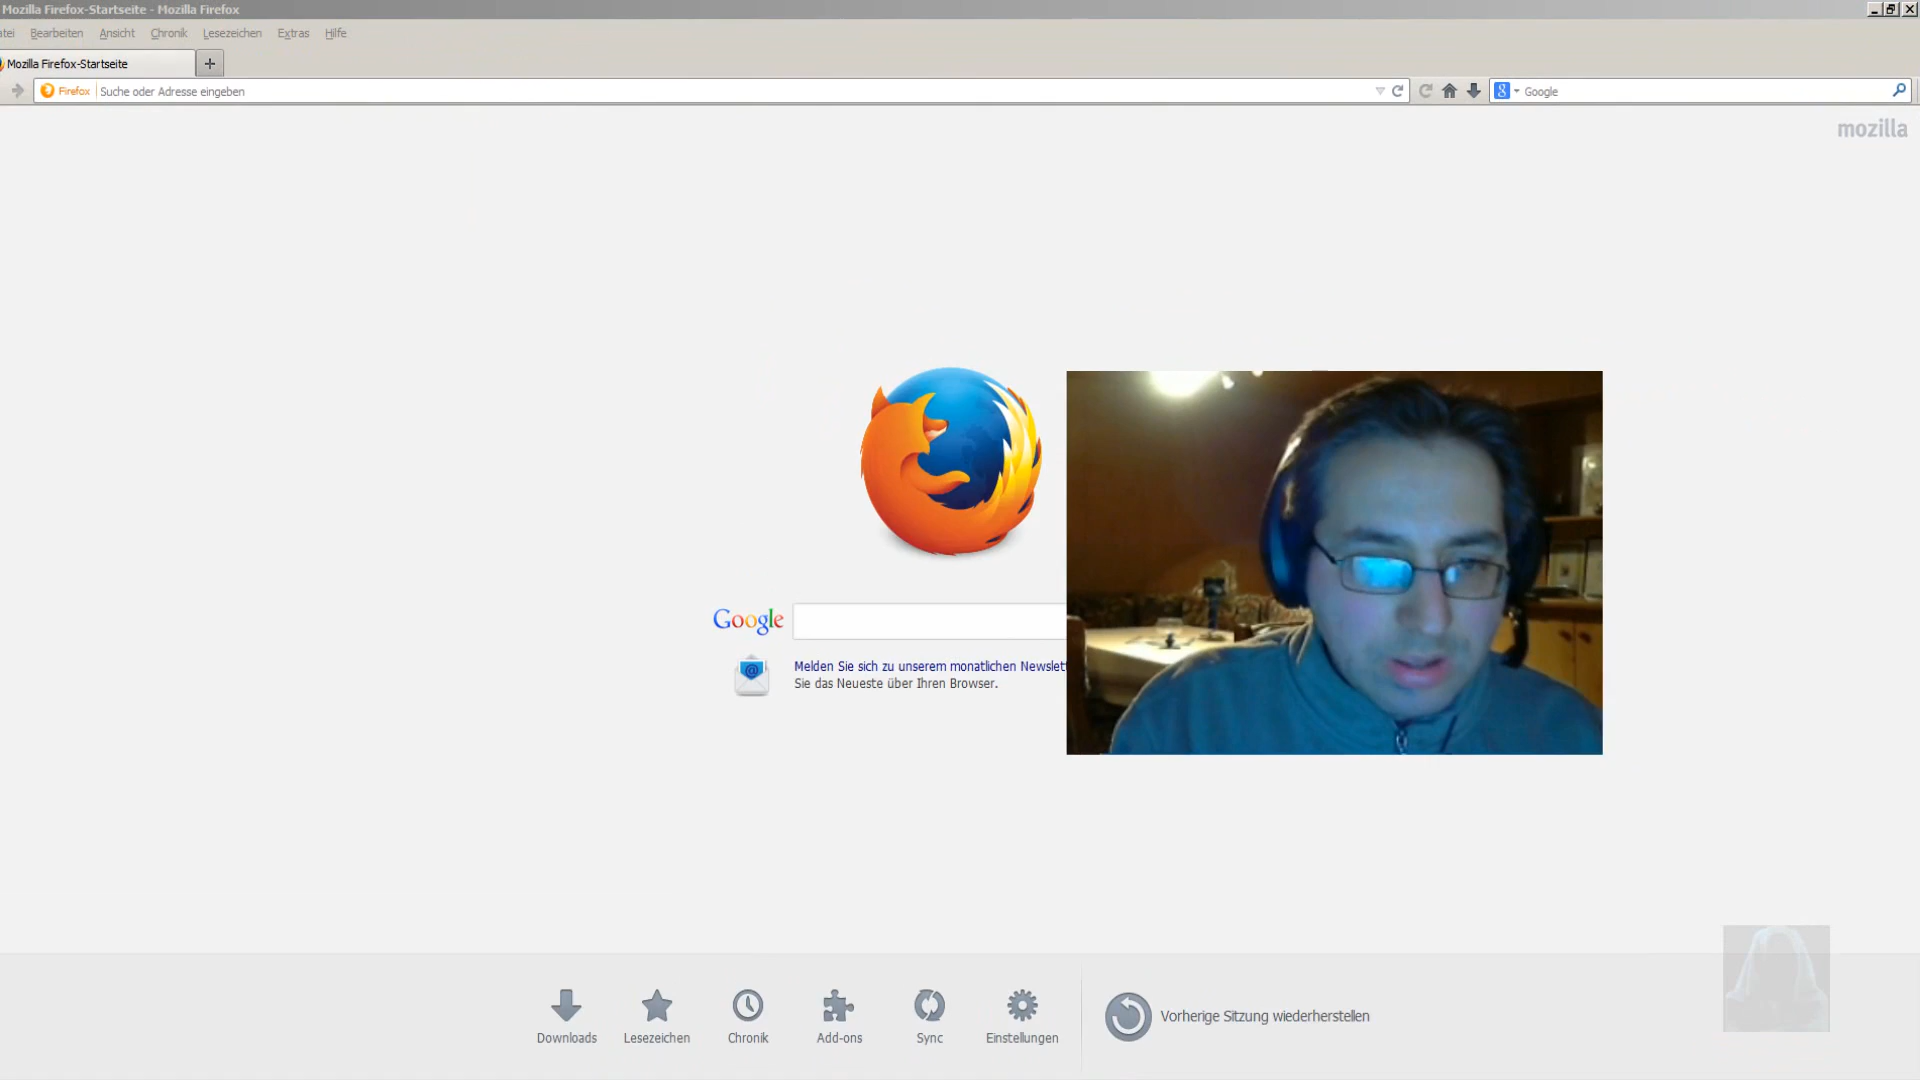 Mozilla Firefox-Startseite - Mozilla Firefox
atei Bearbeiten Ansicht Chronik Lesezeichen Extras Hilfe
Mozilla Firefox-Startseite
Firefox Suche oder Adresse eingeben
Google
mozilla
Google
Melden Sie sich zu unserem monatlichen Newslett
Sie das Neueste über Ihren Browser.
Downloads Lesezeichen Chronik Add-ons Sync Einstellungen Vorherige Sitzung wiederherstellen